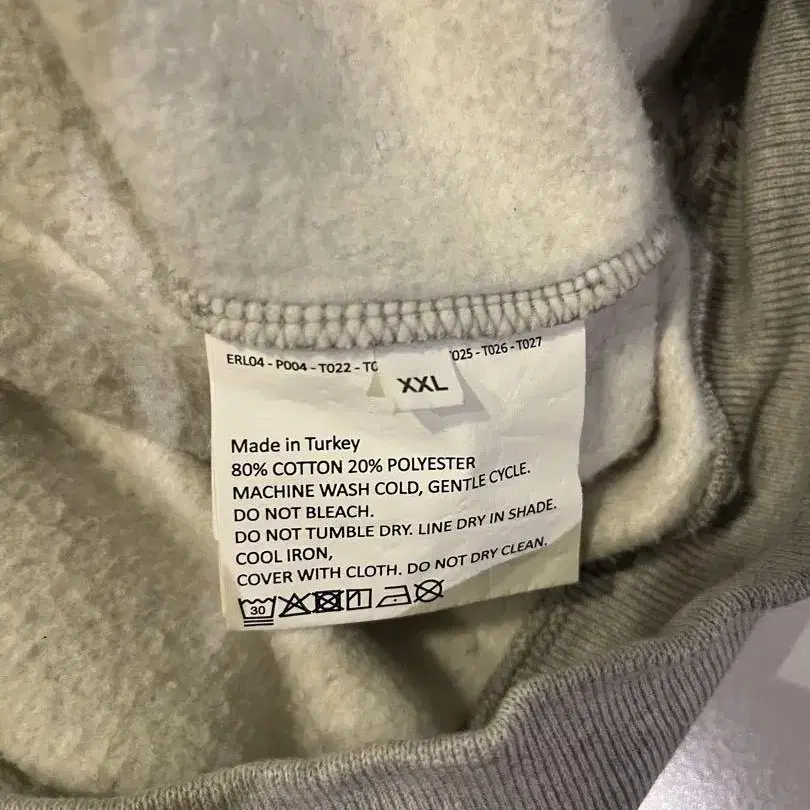 ERL04 - P004 - T022 - T0 025 - T026 - T027
XXL
Made in Turkey
80% COTTON 20% POLYESTER
MACHINE WASH COLD, GENTLE CYCLE.
DO NOT BLEACH.
DO NOT TUMBLE DRY. LINE DRY IN SHADE.
COOL IRON,
COVER WITH CLOTH. DO NOT DRY CLEAN.
30